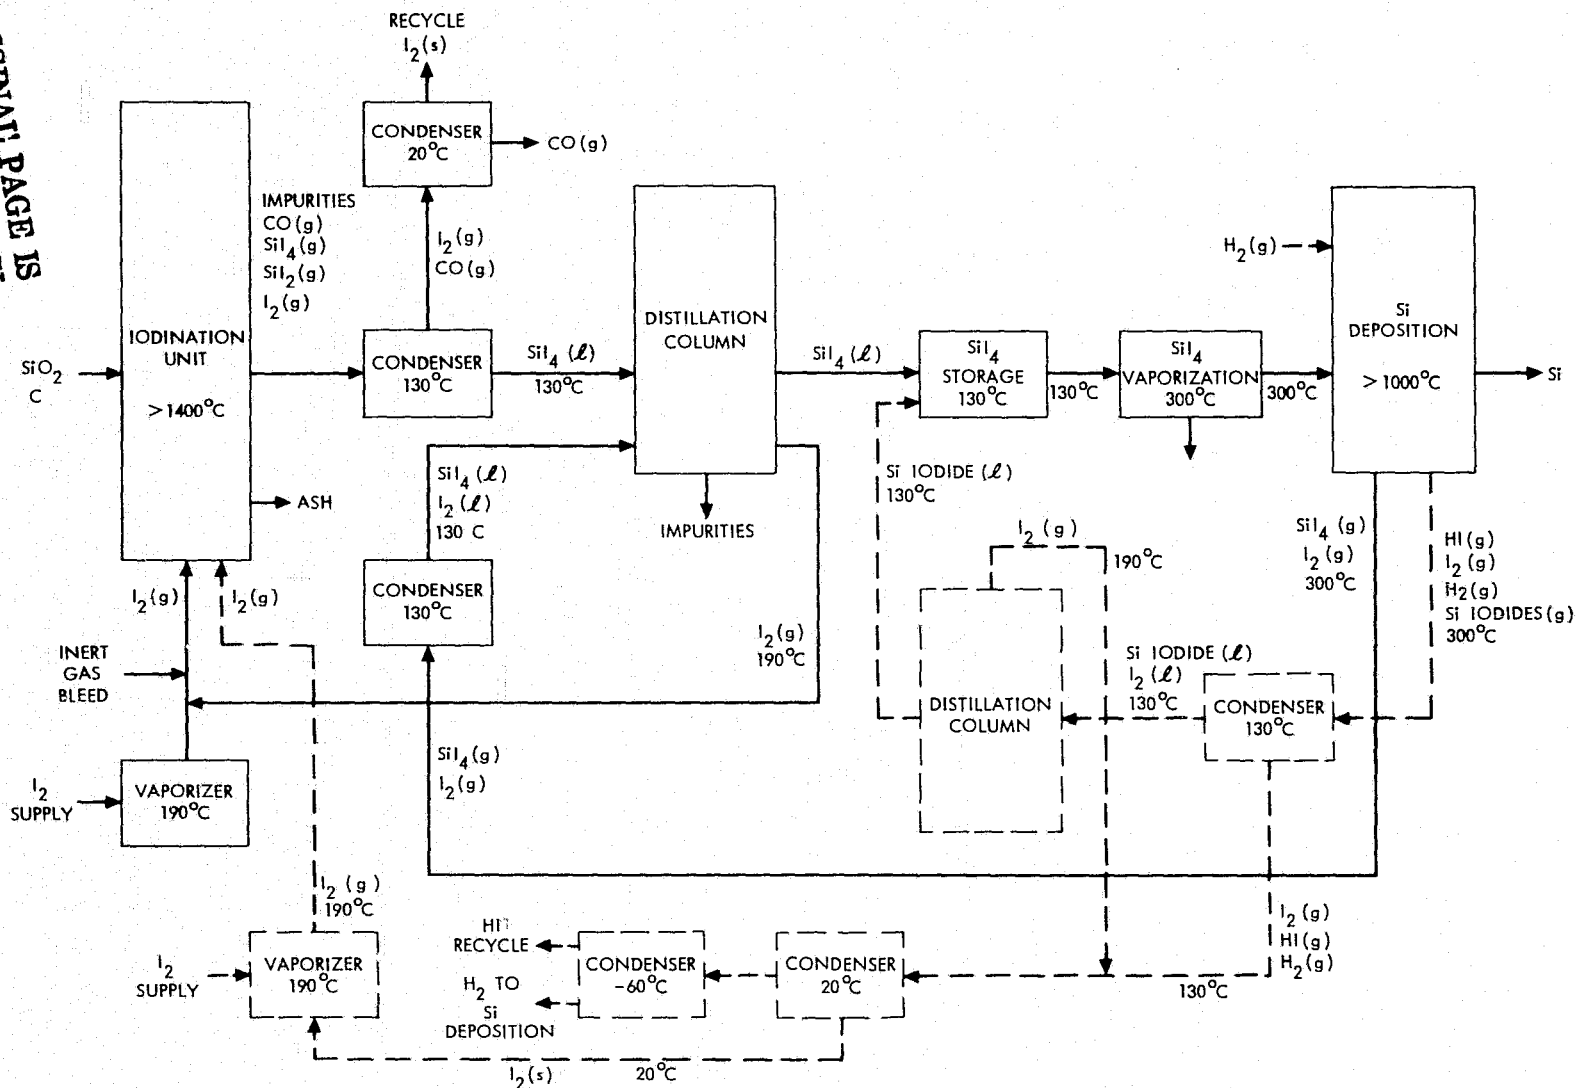 PAGE IS
RECYCLE
I2(s)
CONDENSER
20°C
CO(g)
IMPURITIES
CO(g)
SiI4(g)
SiI2(g)
I2(g)
I2(g)
CO(g)
IODINATION
UNIT
>1400°C
SiO2
C
CONDENSER
130°C
SiI4(ℓ)
130°C
DISTILLATION
COLUMN
SiI4(ℓ)
SiI4
STORAGE
130°C
130°C
SiI4
VAPORIZATION
300°C
300°C
H2(g)
Si
DEPOSITION
>1000°C
Si
ASH
SiI4(ℓ)
I2(ℓ)
130 C
IMPURITIES
Si IODIDE(ℓ)
130°C
I2(g)
190°C
SiI4(g)
I2(g)
300°C
HI(g)
I2(g)
H2(g)
Si IODIDES(g)
300°C
I2(g)
I2(g)
CONDENSER
130°C
I2(g)
190°C
INERT
GAS
BLEED
DISTILLATION
COLUMN
Si IODIDE(ℓ)
I2(ℓ)
130°C
CONDENSER
130°C
SiI4(g)
I2(g)
I2
SUPPLY
VAPORIZER
190°C
I2(g)
190°C
I2
SUPPLY
VAPORIZER
190°C
HI
RECYCLE
H2 TO
Si
DEPOSITION
CONDENSER
-60°C
CONDENSER
20°C
I2(g)
HI(g)
H2(g)
130°C
I2(s)
20°C